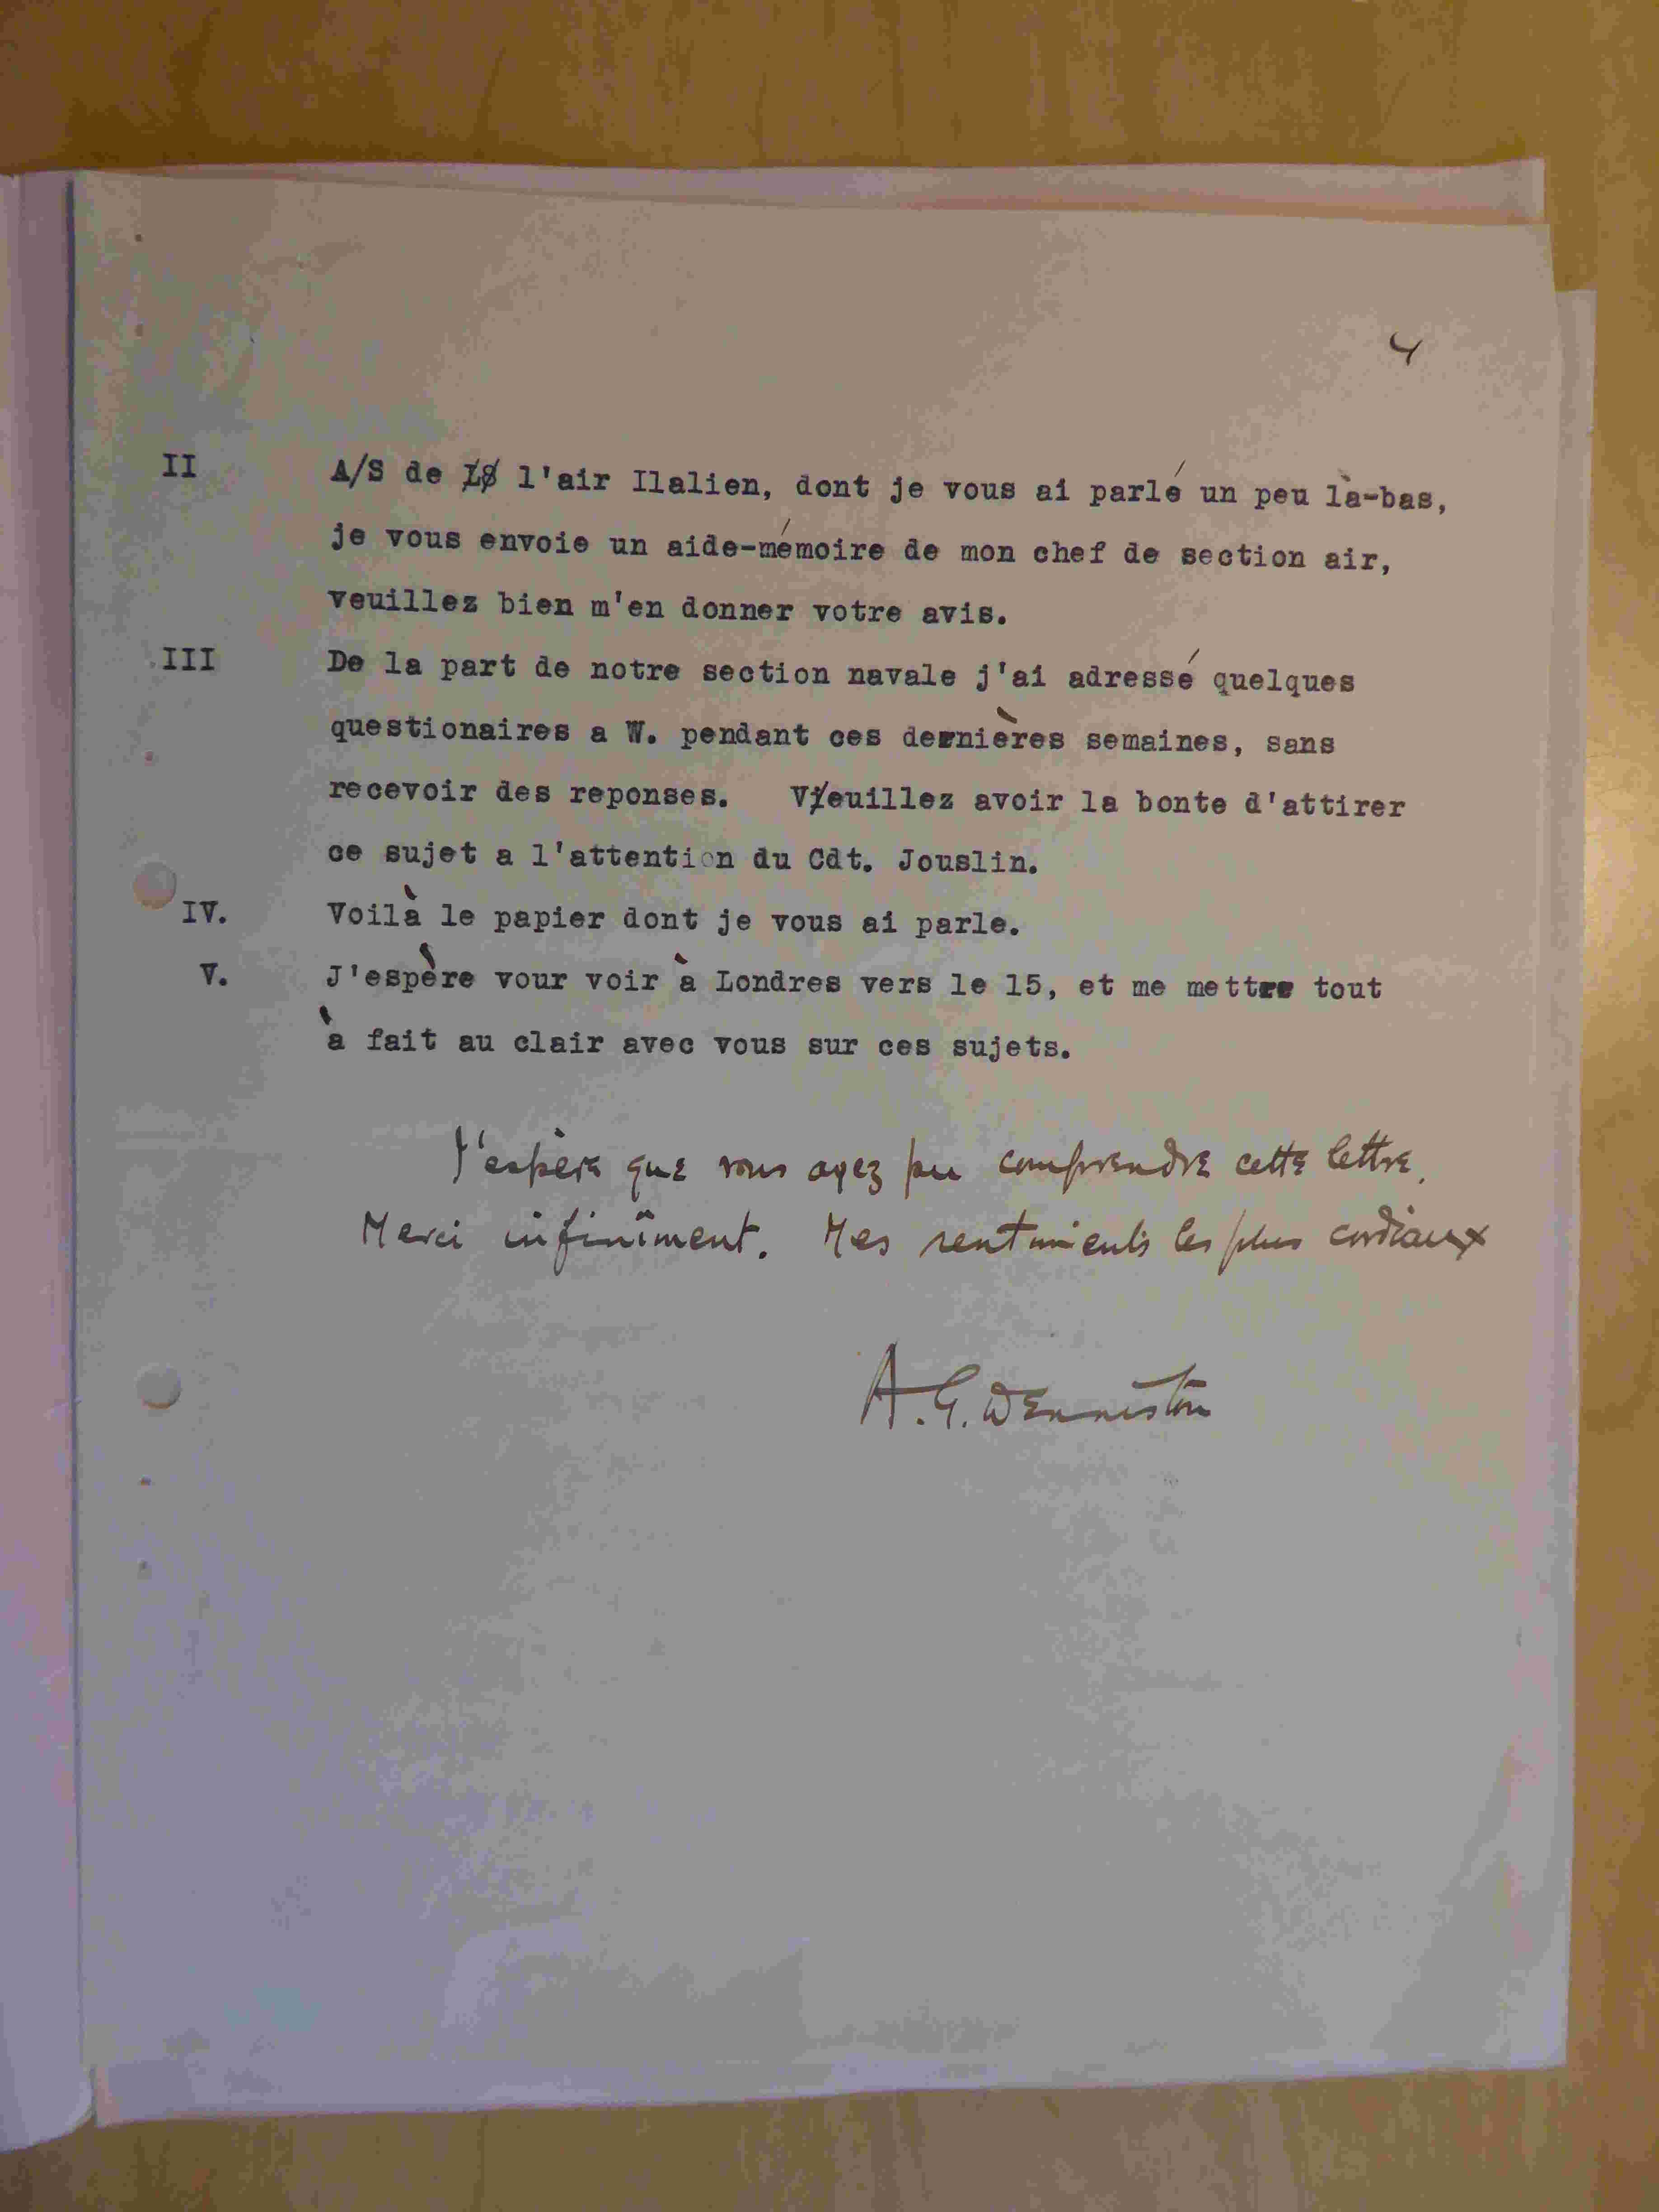 4
II A/S de l'air Ilalien, dont je vous ai parlé un peu là-bas,
je vous envoie un aide-mémoire de mon chef de section air,
veuillez bien m'en donner votre avis.
III De la part de notre section navale j'ai adressé quelques
questionaires a W. pendant ces dernières semaines, sans
recevoir des reponses. Veuillez avoir la bonte d'attirer
ce sujet a l'attention du Cdt. Jouslin.
IV. Voilà le papier dont je vous ai parle.
V. J'espère vour voir à Londres vers le 15, et me mettre tout
à fait au clair avec vous sur ces sujets.
J'espère que vous ayez pu comprendre cette lettre.
Merci infinîment. Mes sentiments les plus cordiaux
A.G. Denniston